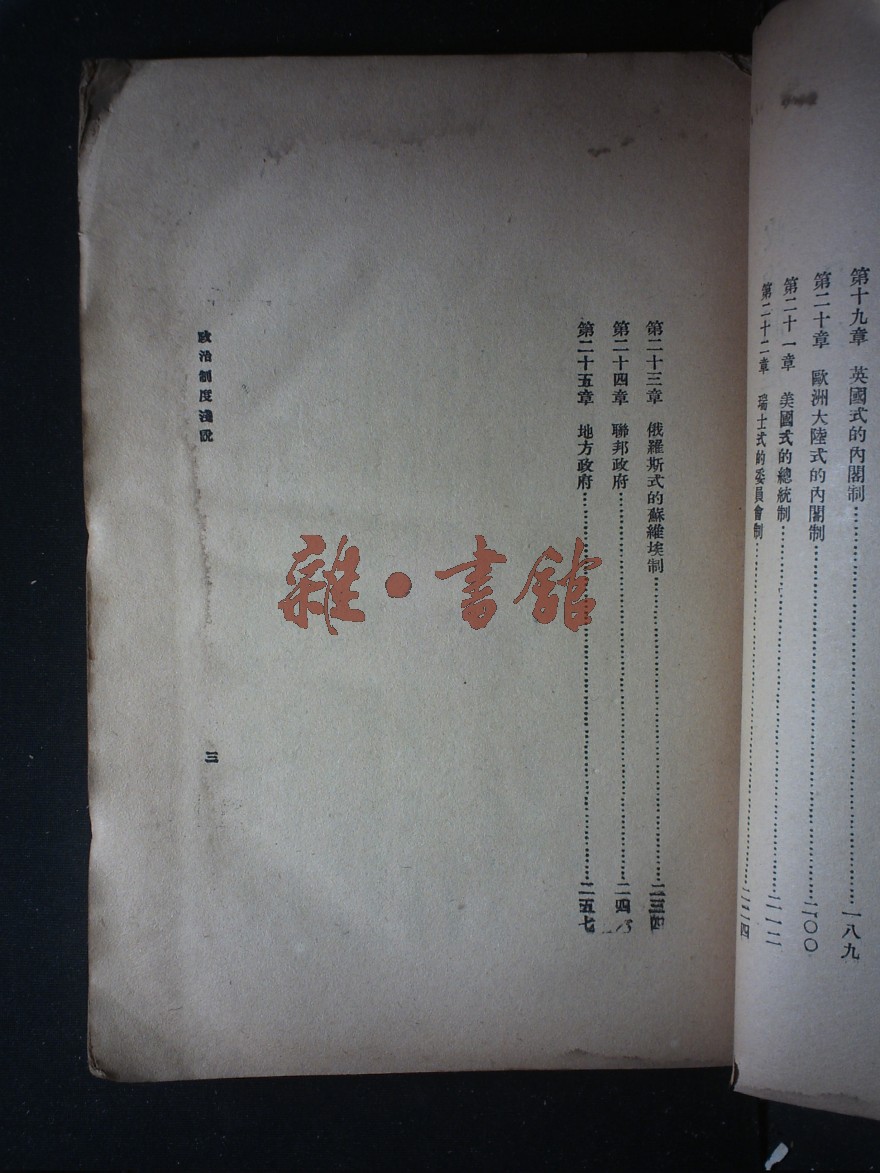 第十九章　英國式的內閣制……一八九
第二十章　歐洲大陸式的內閣制……二〇〇
第二十一章　美國式的總統制……二一二
第二十二章　瑞士式的委員會制……二二四
第二十三章　俄羅斯式的蘇維埃制……二三四
第二十四章　聯邦政府……二四
第二十五章　地方政府……二五七
政治制度淺說
三
雜·書館